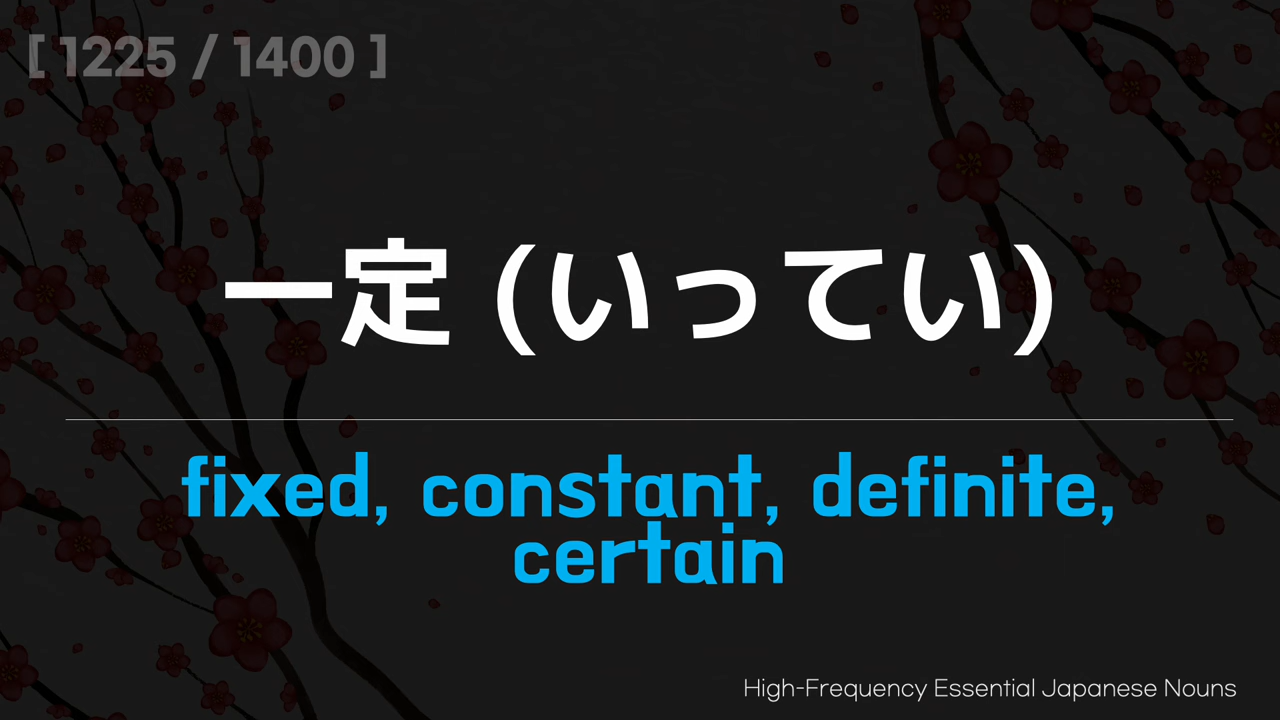 [ 1225 / 1400 ]
一定 (いってい)
fixed, constant, definite,
certain
High-Frequency Essential Japanese Nouns